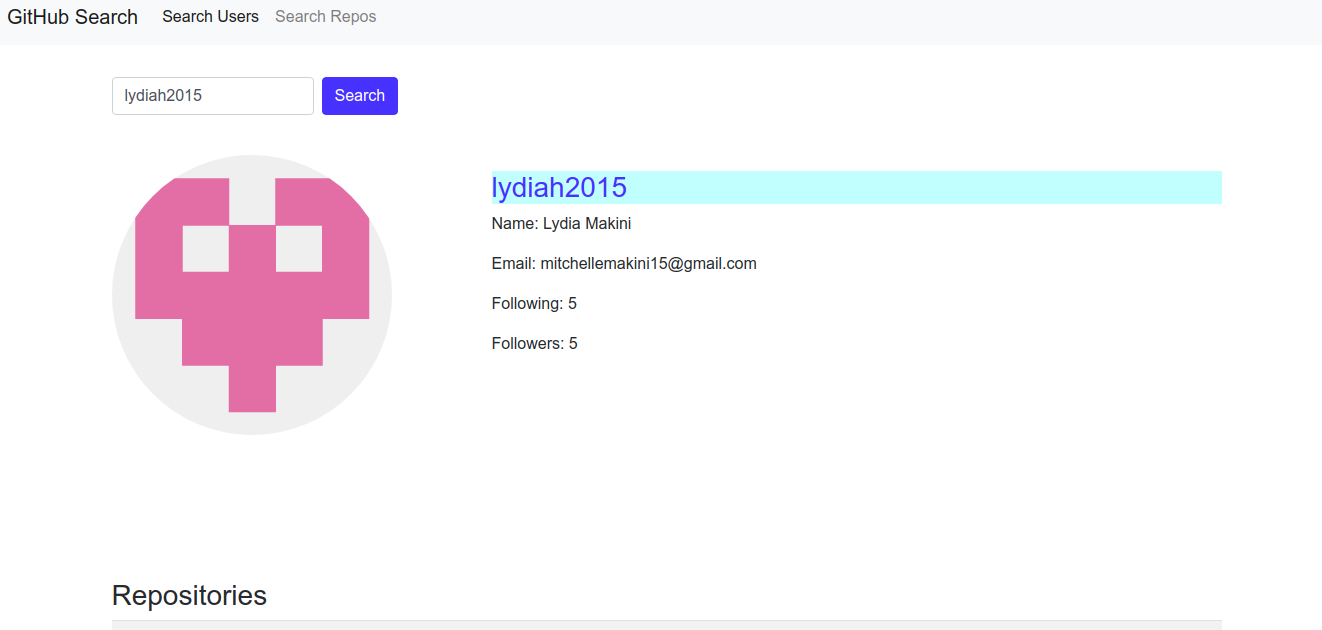 GitHub Search Search Users Search Repos
lydiah2015 Search
lydiah2015
Name: Lydia Makini
Email: mitchellemakini15@gmail.com
Following: 5
Followers: 5
Repositories